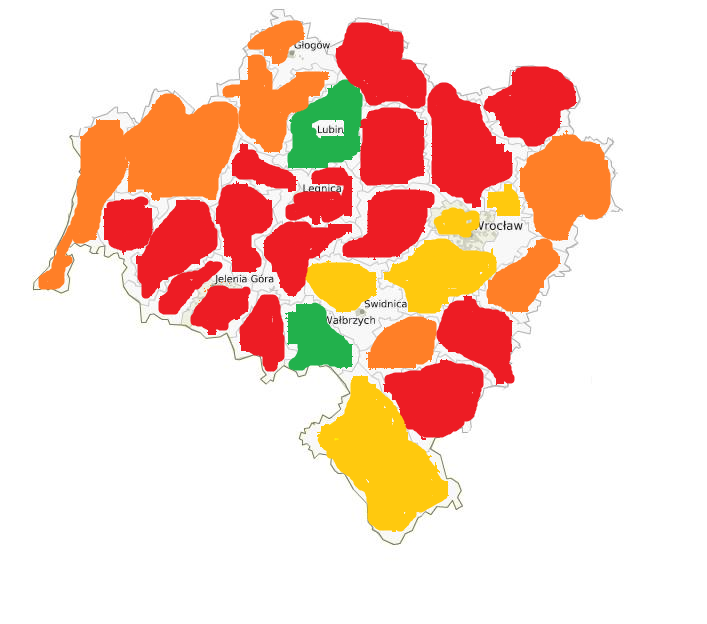 Głogów
Lubin
Legnica
Wrocław
Jelenia Góra
Świdnica
Wałbrzych